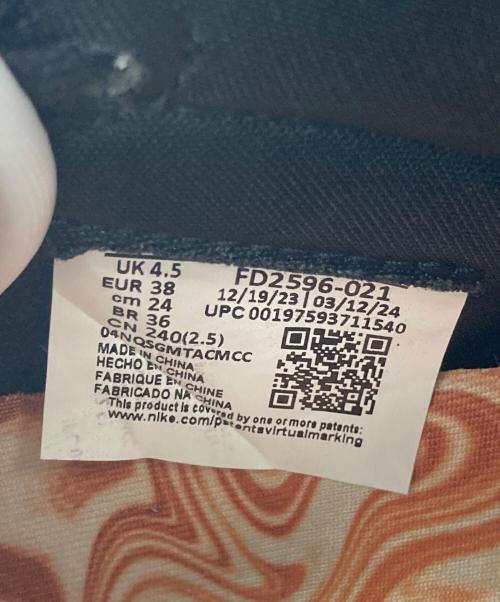 UK 4.5
EUR 38
cm 24
BR 36
CN 240(2.5)
FD2596-021
12/19/23 | 03/12/24
UPC 00197593711540
04NQSGMTACMCC
MADE IN CHINA
HECHO EN CHINA
FABRIQUE EN CHINE
FABRICADO NA CHINA
This product is covered by one or more patents:
www.nike.com/patentsvirtualmarking